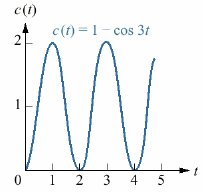 c(t)
c(t) = 1 – cos 3t
2
1
0 1 2 3 4 5 t